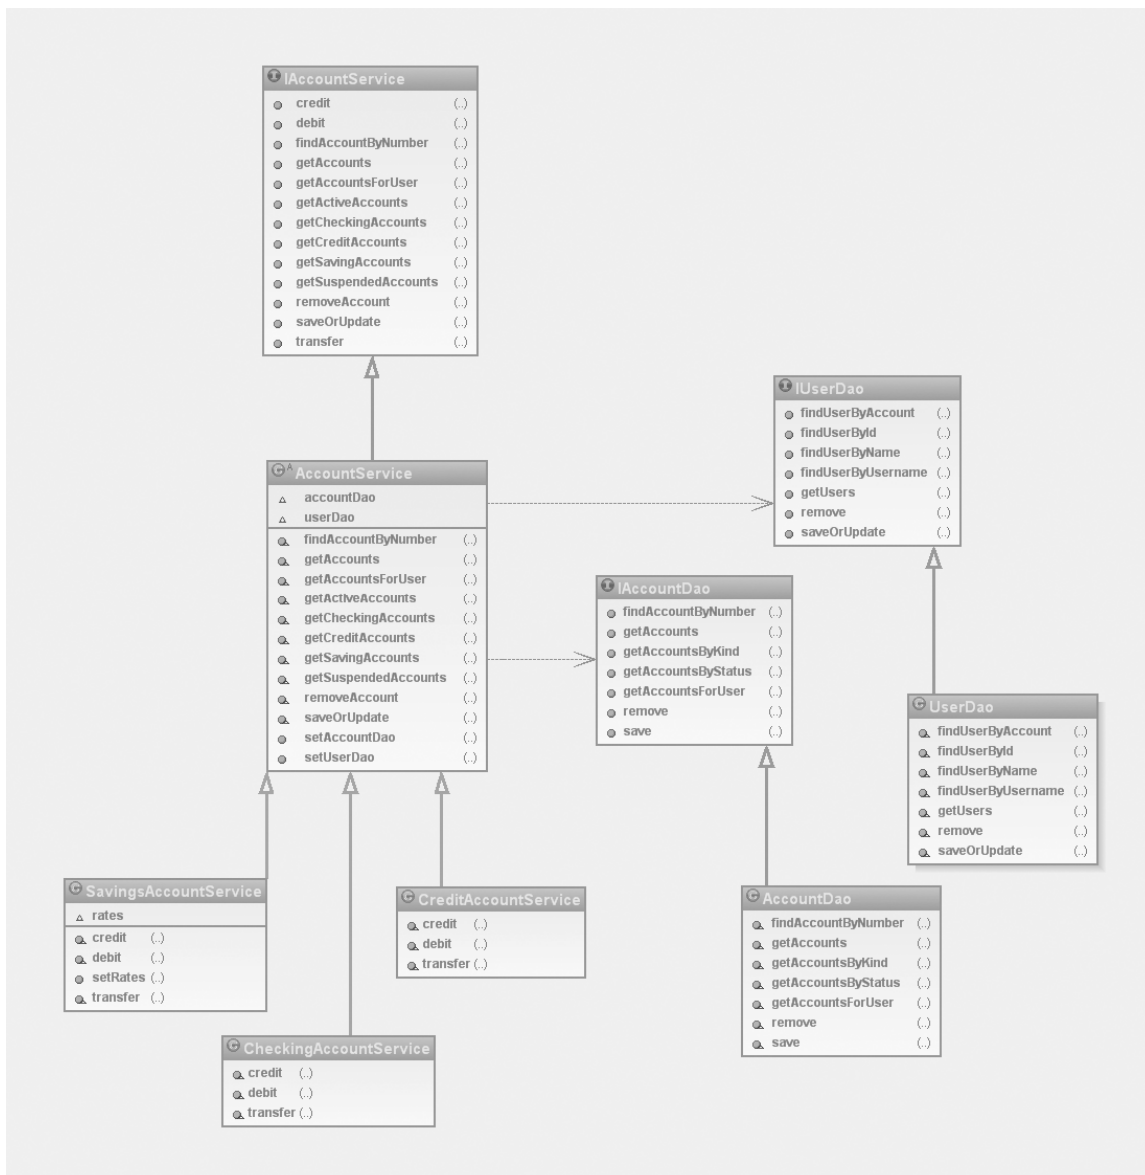 IAccountService
credit (..)
debit (..)
findAccountByNumber (..)
getAccounts (..)
getAccountsForUser (..)
getActiveAccounts (..)
getCheckingAccounts (..)
getCreditAccounts (..)
getSavingAccounts (..)
getSuspendedAccounts (..)
removeAccount (..)
saveOrUpdate (..)
transfer (..)
IUserDao
findUserByAccount (..)
findUserById (..)
findUserByName (..)
findUserByUsername (..)
getUsers (..)
remove (..)
saveOrUpdate (..)
AccountService
accountDao
userDao
findAccountByNumber (..)
getAccounts (..)
getAccountsForUser (..)
getActiveAccounts (..)
getCheckingAccounts (..)
getCreditAccounts (..)
getSavingAccounts (..)
getSuspendedAccounts (..)
removeAccount (..)
saveOrUpdate (..)
setAccountDao (..)
setUserDao (..)
IAccountDao
findAccountByNumber (..)
getAccounts (..)
getAccountsByKind (..)
getAccountsByStatus (..)
getAccountsForUser (..)
remove (..)
save (..)
UserDao
findUserByAccount (..)
findUserById (..)
findUserByName (..)
findUserByUsername (..)
getUsers (..)
remove (..)
saveOrUpdate (..)
SavingsAccountService
rates
credit (..)
debit (..)
setRates (..)
transfer (..)
CreditAccountService
credit (..)
debit (..)
transfer (..)
AccountDao
findAccountByNumber (..)
getAccounts (..)
getAccountsByKind (..)
getAccountsByStatus (..)
getAccountsForUser (..)
remove (..)
save (..)
CheckingAccountService
credit (..)
debit (..)
transfer (..)